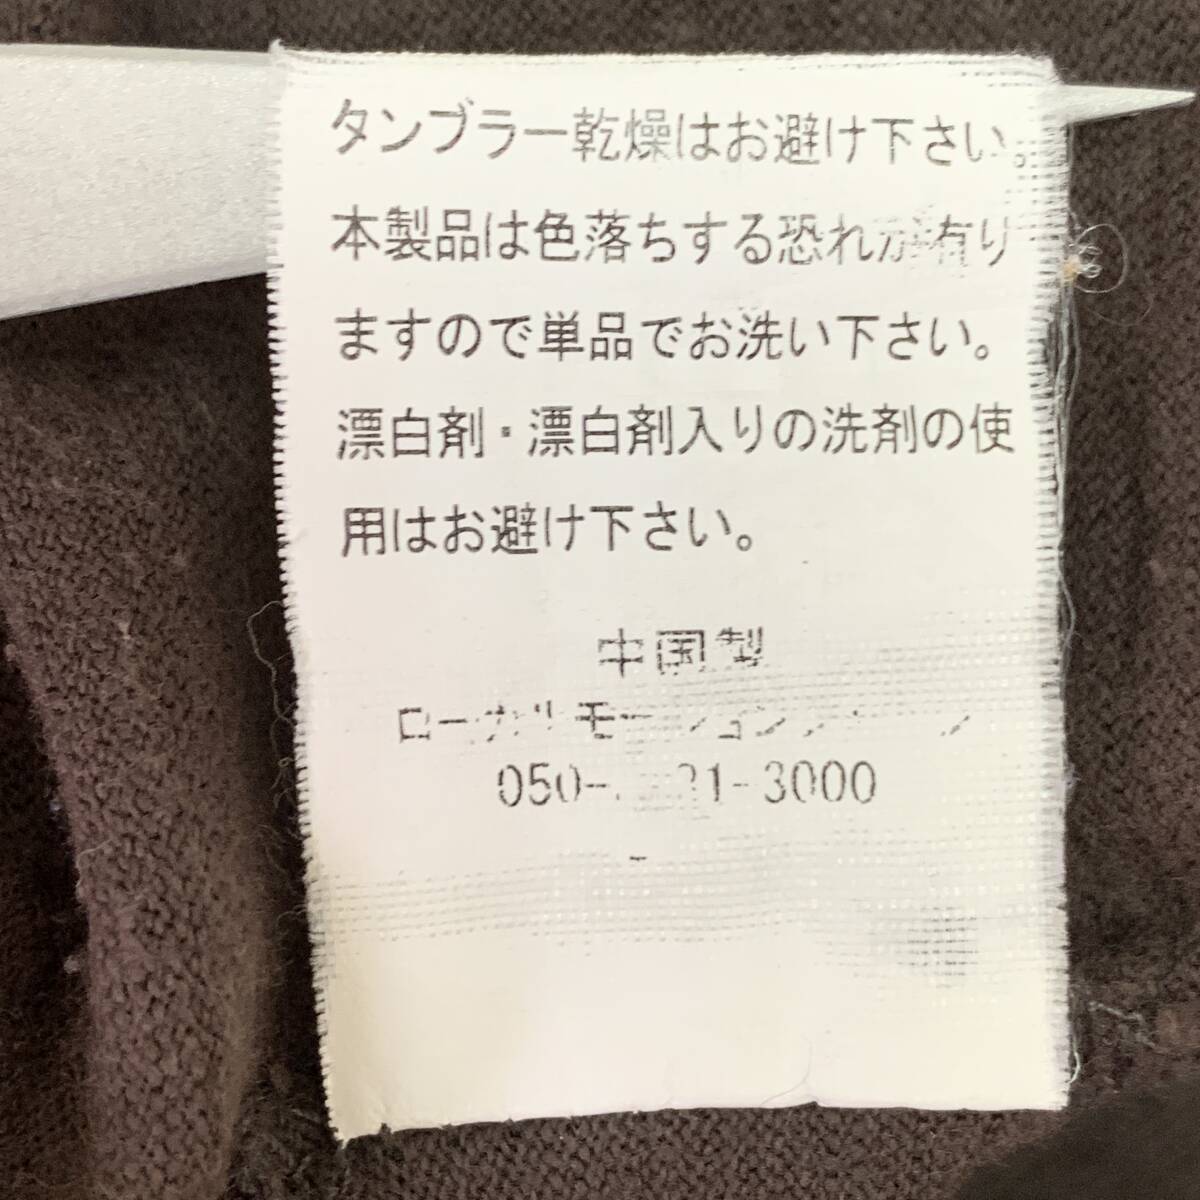 タンブラー乾燥はお避け下さい。
本製品は色落ちする恐れが有り
ますので単品でお洗い下さい。
漂白剤・漂白剤入りの洗剤の使
用はお避け下さい。
中国製